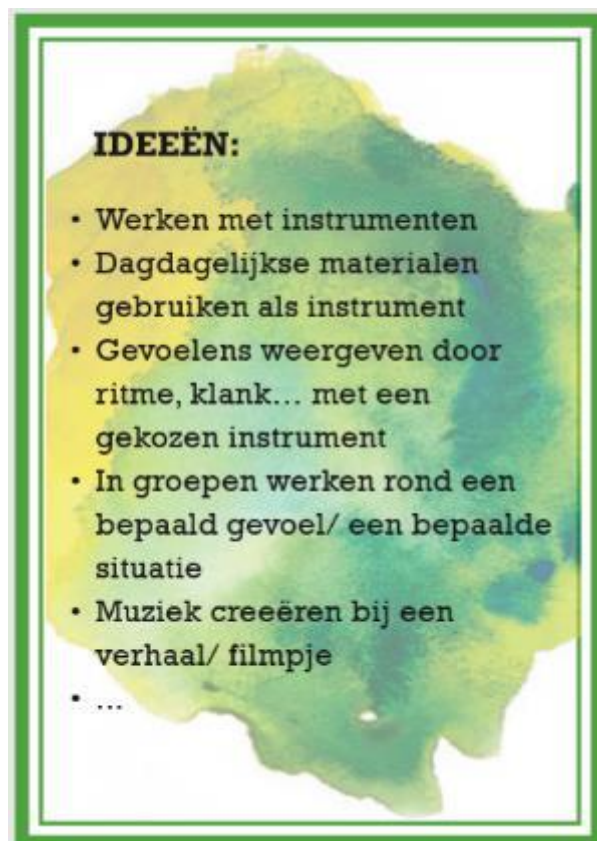 IDEEËN:
• Werken met instrumenten
• Dagdagelijkse materialen
gebruiken als instrument
• Gevoelens weergeven door
ritme, klank... met een
gekozen instrument
• In groepen werken rond een
bepaald gevoel/ een bepaalde
situatie
• Muziek creeëren bij een
verhaal/ filmpje
• ...